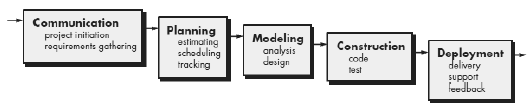 Communication
project initiation
requirements gathering
Planning
estimating
scheduling
tracking
Modeling
analysis
design
Construction
code
test
Deployment
delivery
support
feedback